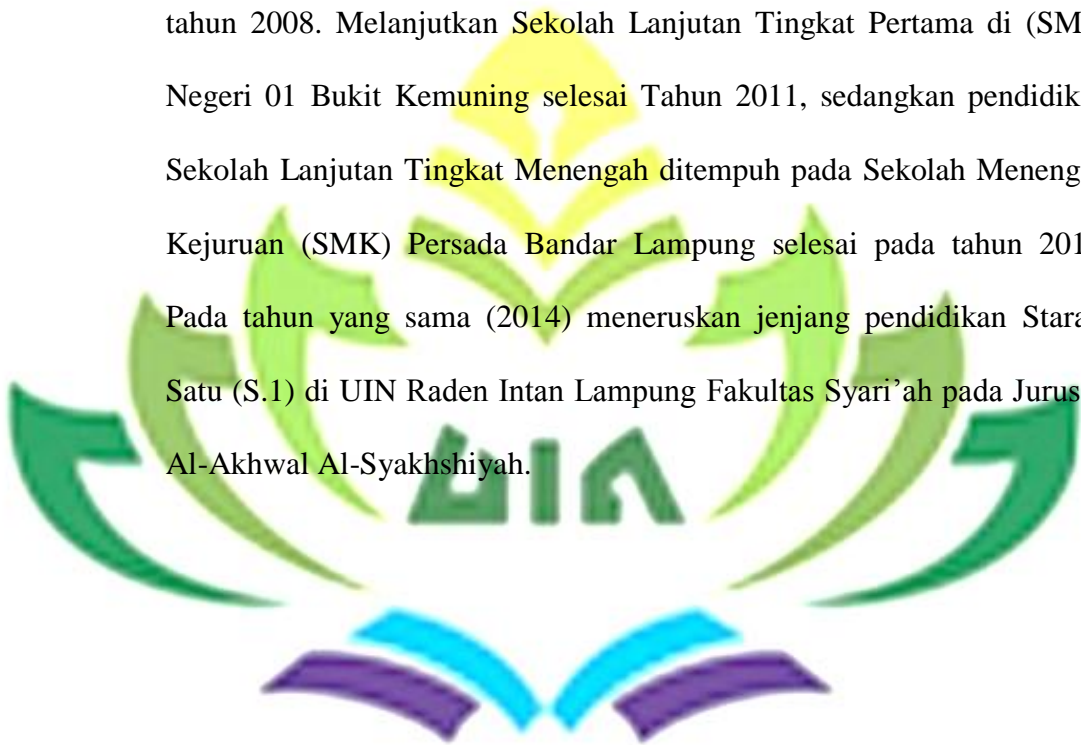 tahun 2008. Melanjutkan Sekolah Lanjutan Tingkat Pertama di (SM
Negeri 01 Bukit Kemuning selesai Tahun 2011, sedangkan pendidik
Sekolah Lanjutan Tingkat Menengah ditempuh pada Sekolah Meneng
Kejuruan (SMK) Persada Bandar Lampung selesai pada tahun 201
Pada tahun yang sama (2014) meneruskan jenjang pendidikan Stara
Satu (S.1) di UIN Raden Intan Lampung Fakultas Syari’ah pada Jurus
Al-Akhwal Al-Syakhshiyah.
UIN